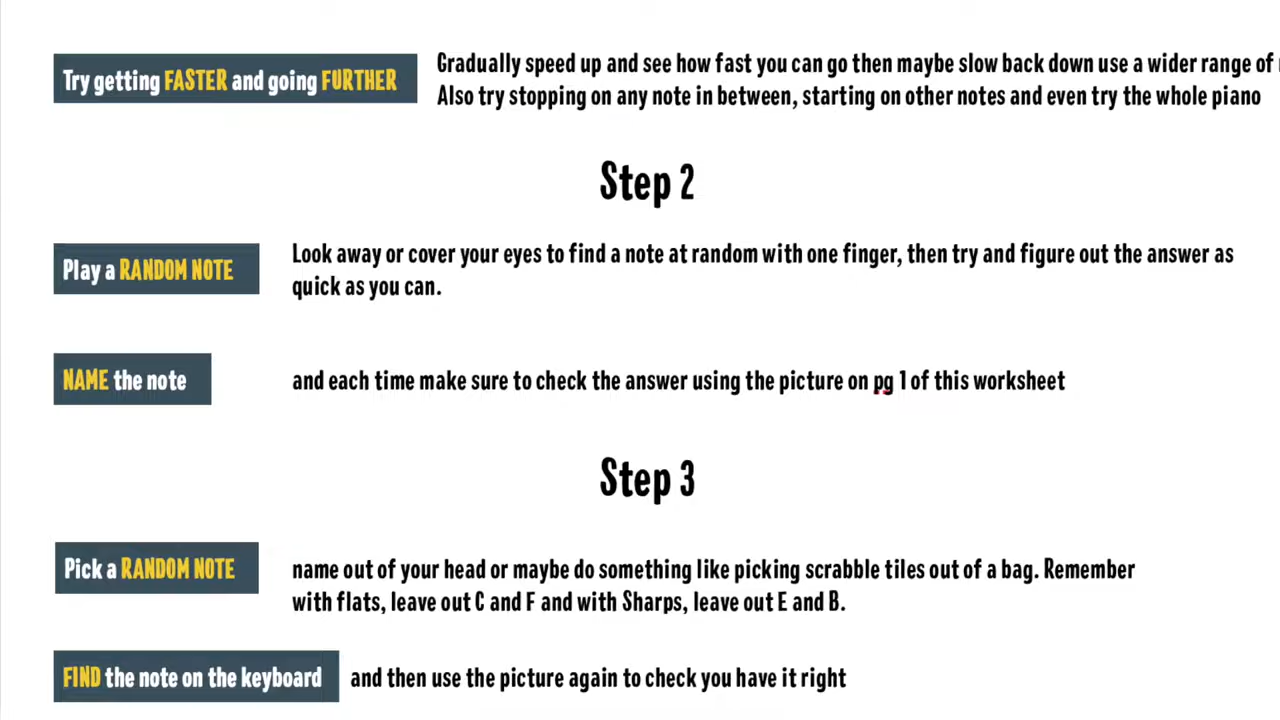 Try getting FASTER and going FURTHER
Gradually speed up and see how fast you can go then maybe slow back down use a wider range of
Also try stopping on any note in between, starting on other notes and even try the whole piano
Step 2
Play a RANDOM NOTE
Look away or cover your eyes to find a note at random with one finger, then try and figure out the answer as
quick as you can.
NAME the note
and each time make sure to check the answer using the picture on pg 1 of this worksheet
Step 3
Pick a RANDOM NOTE
name out of your head or maybe do something like picking scrabble tiles out of a bag. Remember
with flats, leave out C and F and with Sharps, leave out E and B.
FIND the note on the keyboard
and then use the picture again to check you have it right